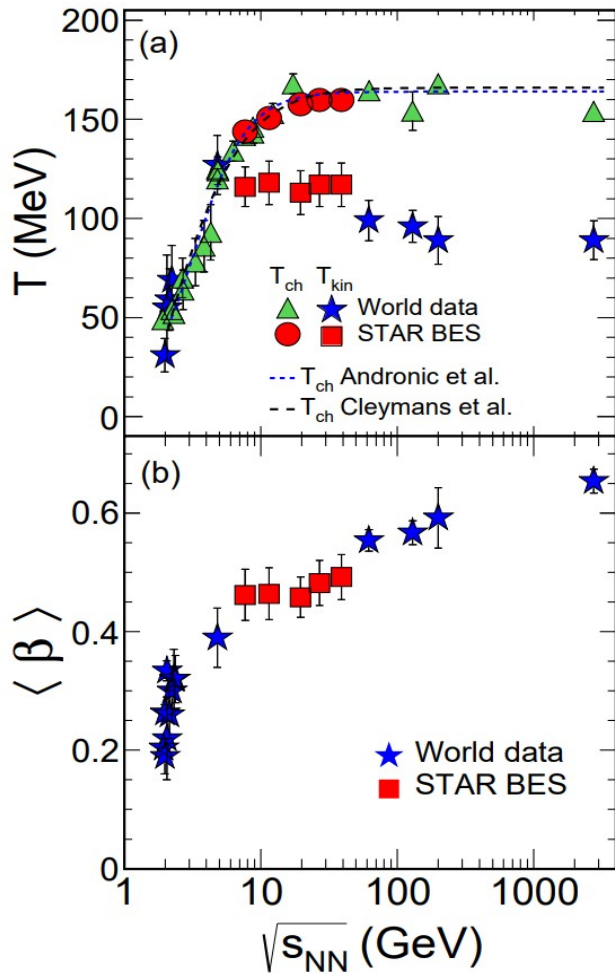 (a)
200
150
100
50
0
T (MeV)
T_ch T_kin
World data
STAR BES
T_ch Andronic et al.
T_ch Cleymans et al.
(b)
0.6
0.4
0.2
0
⟨ β ⟩
World data
STAR BES
1 10 100 1000
√s_NN (GeV)